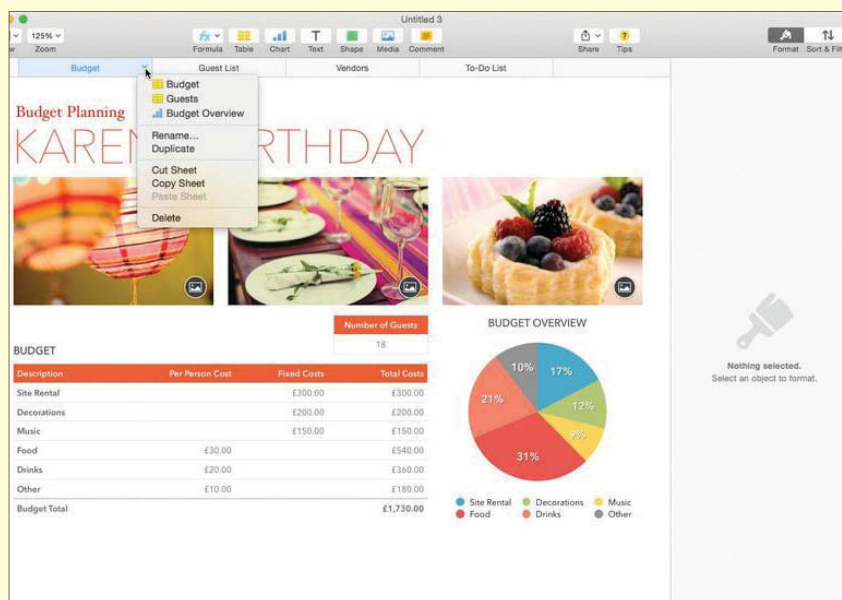 Untitled 3
125%
Zoom
Formula Table Chart Text Shape Media Comment
Share Tips
Format
Budget Guest List Vendors To-Do List
Budget
Guests
Budget Overview
Rename...
Duplicate
Cut Sheet
Copy Sheet
Paste Sheet
Delete
Budget Planning
KAREN RTHDAY
Number of Guests
18
BUDGET
Description Per Person Cost Fixed Costs Total Costs
Site Rental £300.00 £300.00
Decorations £200.00 £200.00
Music £150.00 £150.00
Food £30.00 £540.00
Drinks £20.00 £360.00
Other £10.00 £180.00
Budget Total £1,730.00
BUDGET OVERVIEW
10% 17%
21% 12%
9%
31%
Site Rental Decorations Music
Food Drinks Other
Nothing selected.
Select an object to format.